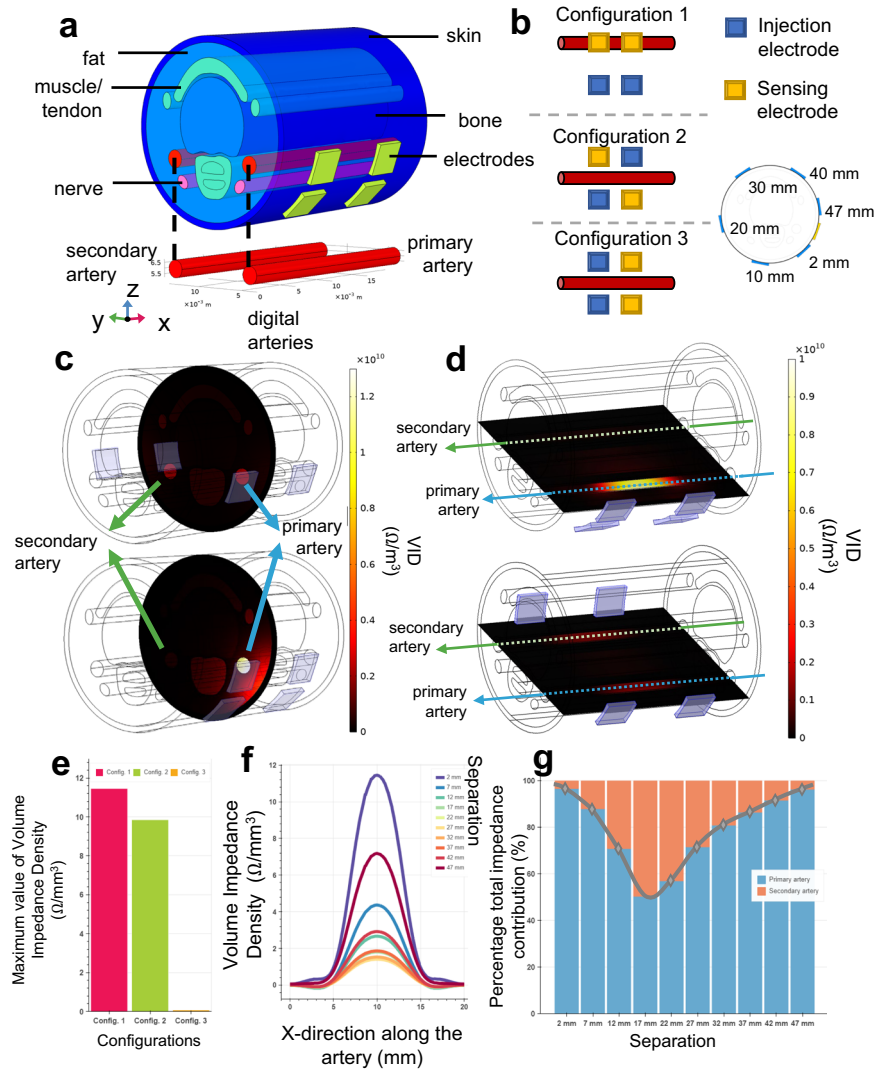 a
skin
fat
muscle/
tendon
bone
electrodes
nerve
secondary
artery
primary
artery
6.5
5.5
10
5
×10⁻³ m
0
5
10
15
×10⁻³ m
digital
arteries
z
y
x
b
Configuration 1
Configuration 2
Configuration 3
Injection
electrode
Sensing
electrode
40 mm
30 mm
47 mm
20 mm
2 mm
10 mm
c
×10¹⁰
1.2
1
0.8
0.6
0.4
0.2
0
VID
(Ω/m³)
secondary
artery
primary
artery
d
×10¹⁰
1
0.9
0.8
0.7
0.6
0.5
0.4
0.3
0.2
0.1
0
VID
(Ω/m³)
secondary
artery
primary
artery
secondary
artery
primary
artery
e
Config. 1
Config. 2
Config. 3
Maximum value of Volume
Impedance Density
(Ω/mm³)
12
10
8
6
4
2
0
Config. 1
Config. 2
Config. 3
Configurations
f
Volume Impedance
Density (Ω/mm³)
12
10
8
6
4
2
0
0
5
10
15
20
X-direction along the
artery (mm)
Separation
2 mm
7 mm
12 mm
17 mm
22 mm
27 mm
32 mm
37 mm
42 mm
47 mm
g
Percentage total impedance
contribution (%)
100
80
60
40
20
0
Primary artery
Secondary artery
2 mm
7 mm
12 mm
17 mm
22 mm
27 mm
32 mm
37 mm
42 mm
47 mm
Separation